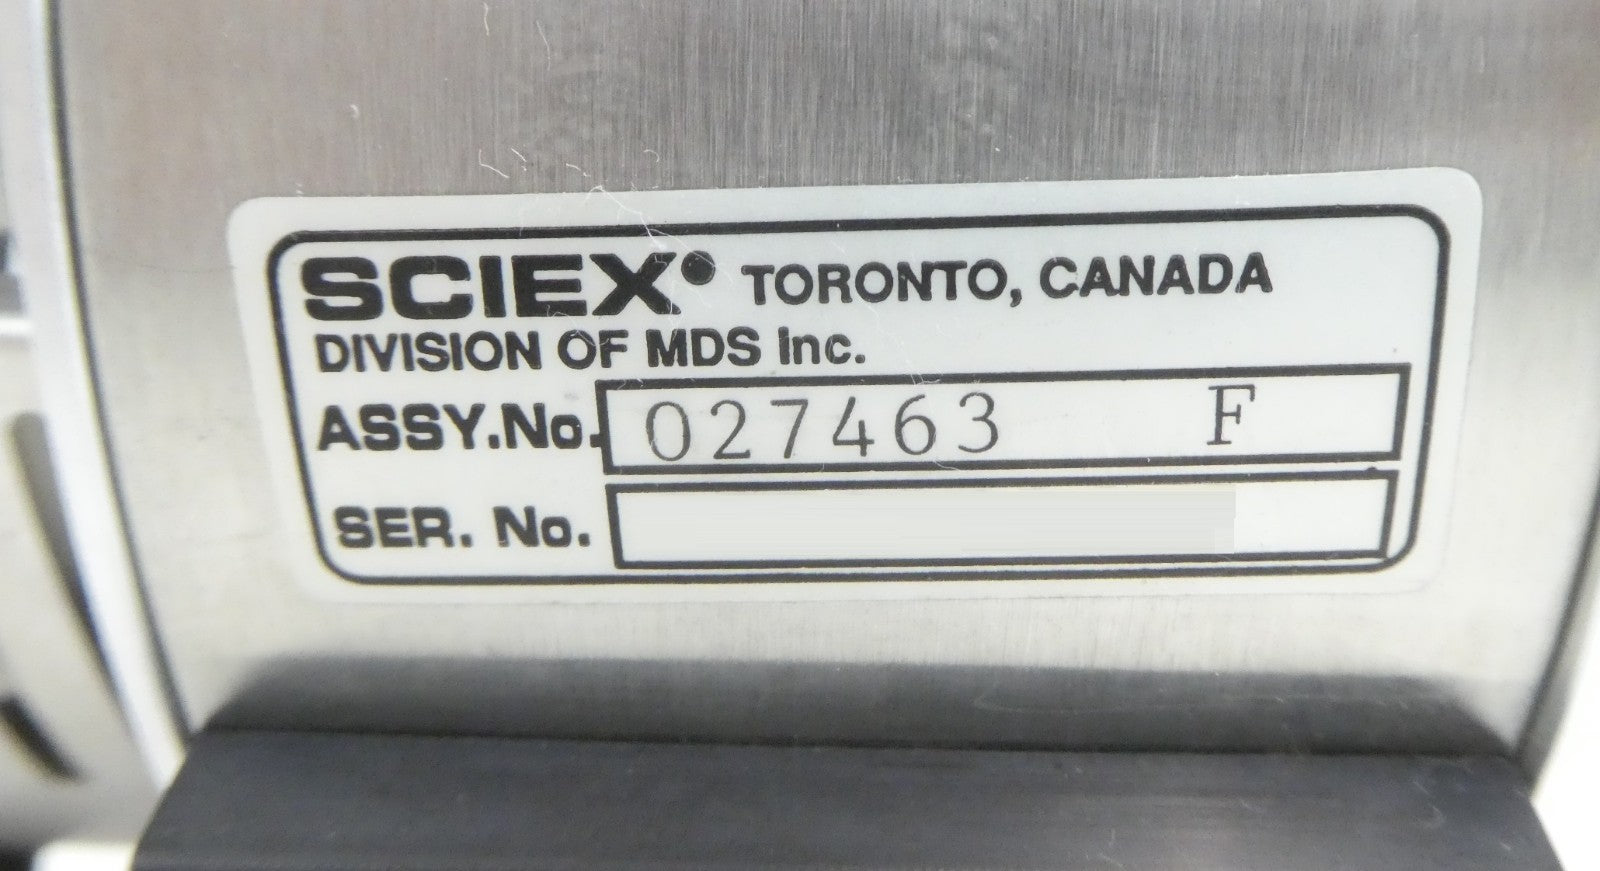 SCIEX● TORONTO, CANADA
DIVISION OF MDS Inc.
ASSY.No. 027463 F
SER. No.